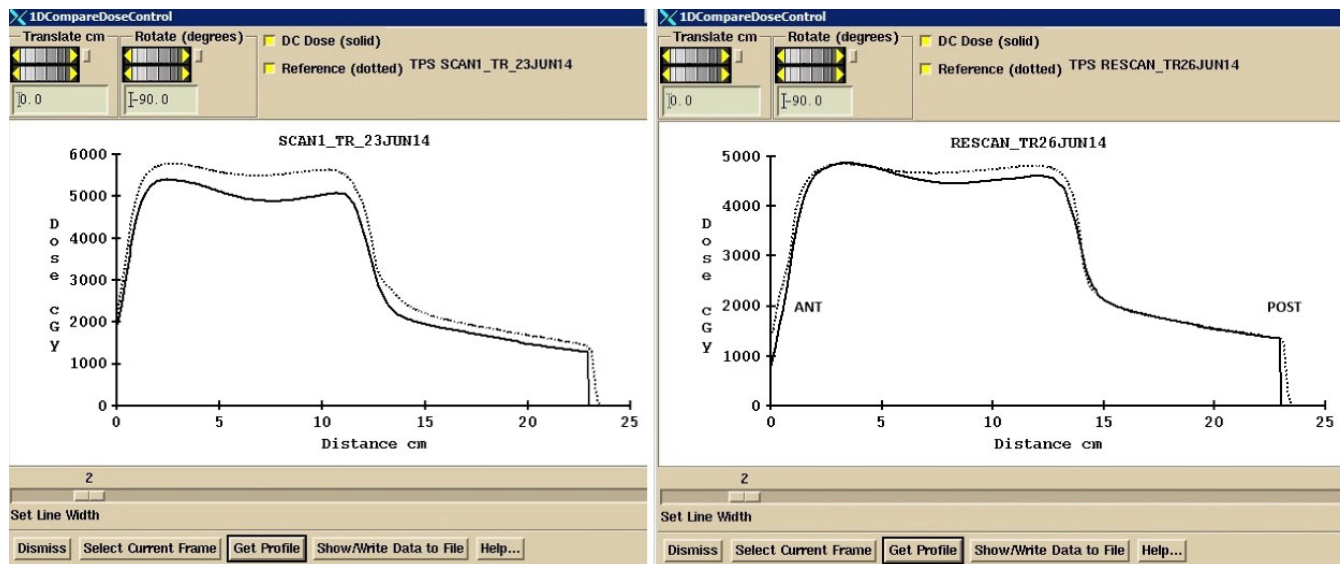 1DCompareDoseControl
Translate cm
Rotate (degrees)
DC Dose (solid)
Reference (dotted) TPS SCAN1_TR_23JUN14
0.0
-90.0
SCAN1_TR_23JUN14
6000
5000
4000
3000
2000
1000
0
Dose cGY
0 5 10 15 20 25
Distance cm
2
Set Line Width
Dismiss Select Current Frame Get Profile Show/Write Data to File Help...
1DCompareDoseControl
Translate cm
Rotate (degrees)
DC Dose (solid)
Reference (dotted) TPS RESCAN_TR26JUN14
0.0
-90.0
RESCAN_TR26JUN14
5000
4000
3000
2000
1000
0
Dose cGY
ANT
POST
0 5 10 15 20 25
Distance cm
2
Set Line Width
Dismiss Select Current Frame Get Profile Show/Write Data to File Help...